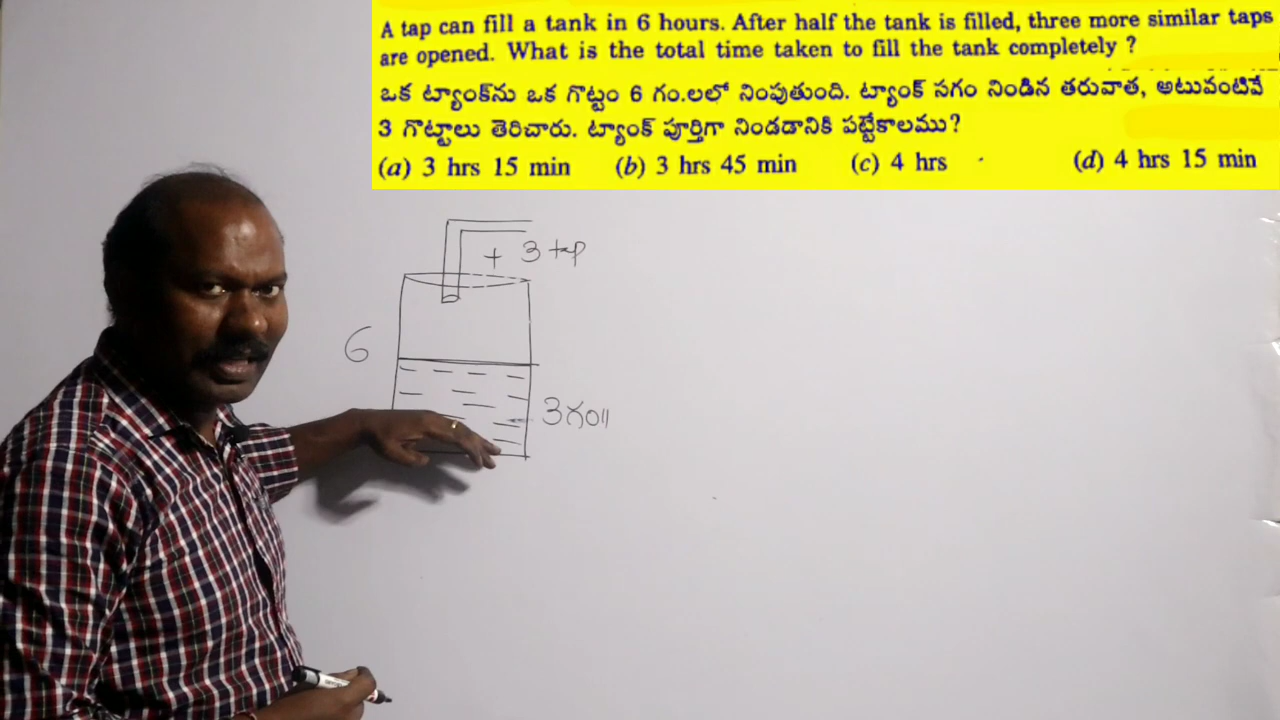 A tap can fill a tank in 6 hours. After half the tank is filled, three more similar taps
are opened. What is the total time taken to fill the tank completely ?
ఒక ట్యాంక్‌ను ఒక గొట్టం 6 గం.లలో నింపుతుంది. ట్యాంక్ సగం నిండిన తరువాత, అటువంటివే
3 గొట్టాలు తెరిచారు. ట్యాంక్ పూర్తిగా నిండడానికి పట్టేకాలము?
(a) 3 hrs 15 min (b) 3 hrs 45 min (c) 4 hrs (d) 4 hrs 15 min
+ 3 tap
6
3గం॥